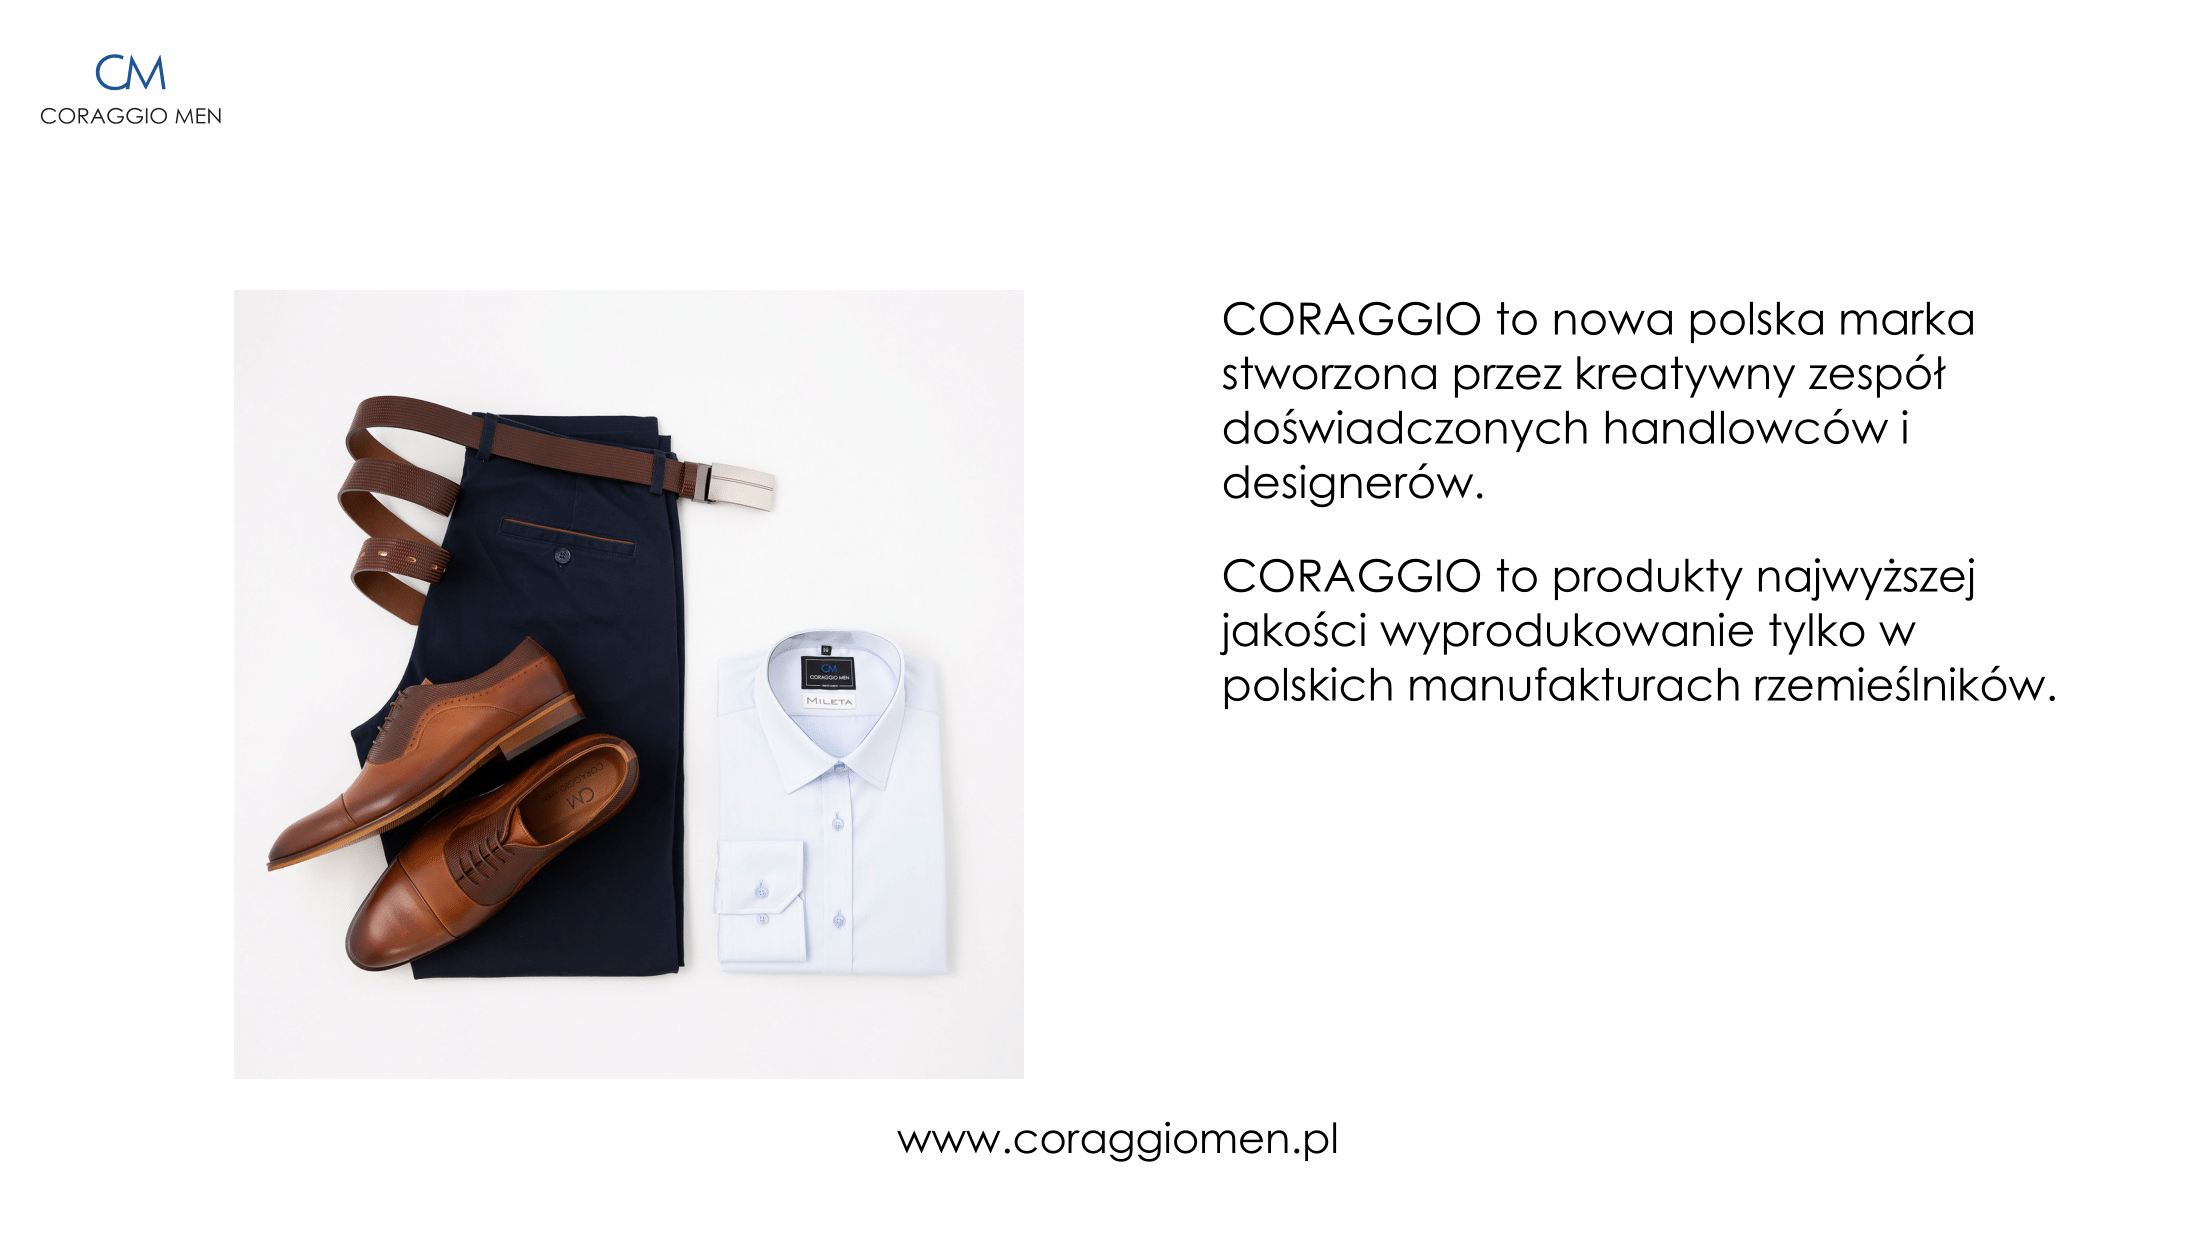 CM
CORAGGIO MEN
CORAGGIO to nowa polska marka
stworzona przez kreatywny zespół
doświadczonych handlowców i
designerów.
CORAGGIO to produkty najwyższej
jakości wyprodukowanie tylko w
polskich manufakturach rzemieślników.
CM
CORAGGIO MEN
MILETA
CM
www.coraggiomen.pl